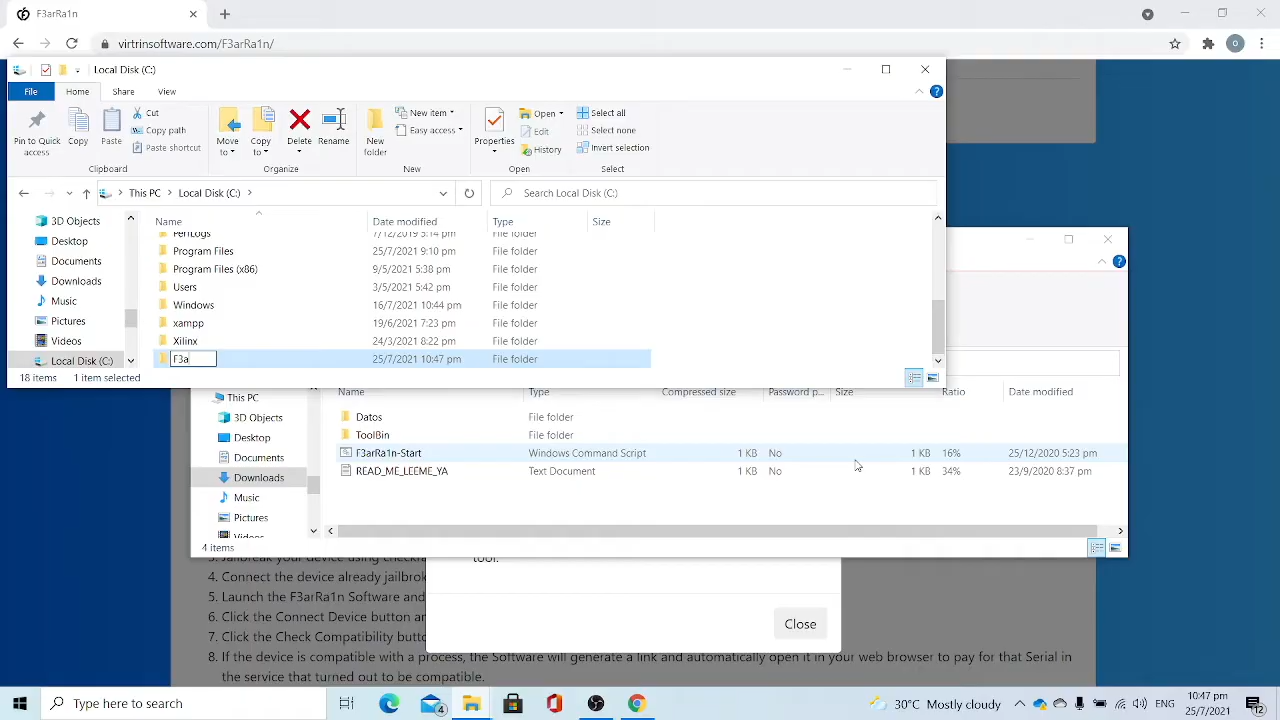 F3arRa1n
virtrinsoftware.com/F3arRa1n/
Local Disk (C:)
File Home Share View
Pin to Quick access
Copy
Paste
Cut
Copy path
Paste shortcut
Clipboard
Move to
Copy to
Delete
Rename
Organize
New folder
New item
Easy access
New
Properties
Open
Edit
History
Open
Select all
Select none
Invert selection
Select
This PC Local Disk (C:)
Search Local Disk (C:)
3D Objects
Desktop
Documents
Downloads
Music
Pictures
Videos
Local Disk (C:)
Name Date modified Type Size
PerfLogs 7/12/2019 5:14 pm File folder
Program Files 25/7/2021 9:10 pm File folder
Program Files (x86) 9/5/2021 5:38 pm File folder
Users 3/5/2021 5:42 pm File folder
Windows 16/7/2021 10:44 pm File folder
xampp 19/6/2021 7:23 pm File folder
Xilinx 24/3/2021 8:22 pm File folder
F3a 25/7/2021 10:47 pm File folder
18 items 1 item selected
This PC
3D Objects
Desktop
Documents
Downloads
Music
Pictures
Videos
Name Type Compressed size Password p... Size Ratio Date modified
Datos File folder
ToolBin File folder
F3arRa1n-Start Windows Command Script 1 KB No 1 KB 16% 25/12/2020 5:23 pm
READ_ME_LEEME_YA Text Document 1 KB No 1 KB 34% 23/9/2020 8:37 pm
4 items
tool.
Close
3. Jailbreak your device using checkra
4. Connect the device already jailbrok
5. Launch the F3arRa1n Software and
6. Click the Connect Device button an
7. Click the Check Compatibility butto
8. If the device is compatible with a process, the Software will generate a link and automatically open it in your web browser to pay for that Serial in
the service that turned out to be compatible.
Type here to search
4
30°C Mostly cloudy
ENG
10:47 pm
25/7/2021
12